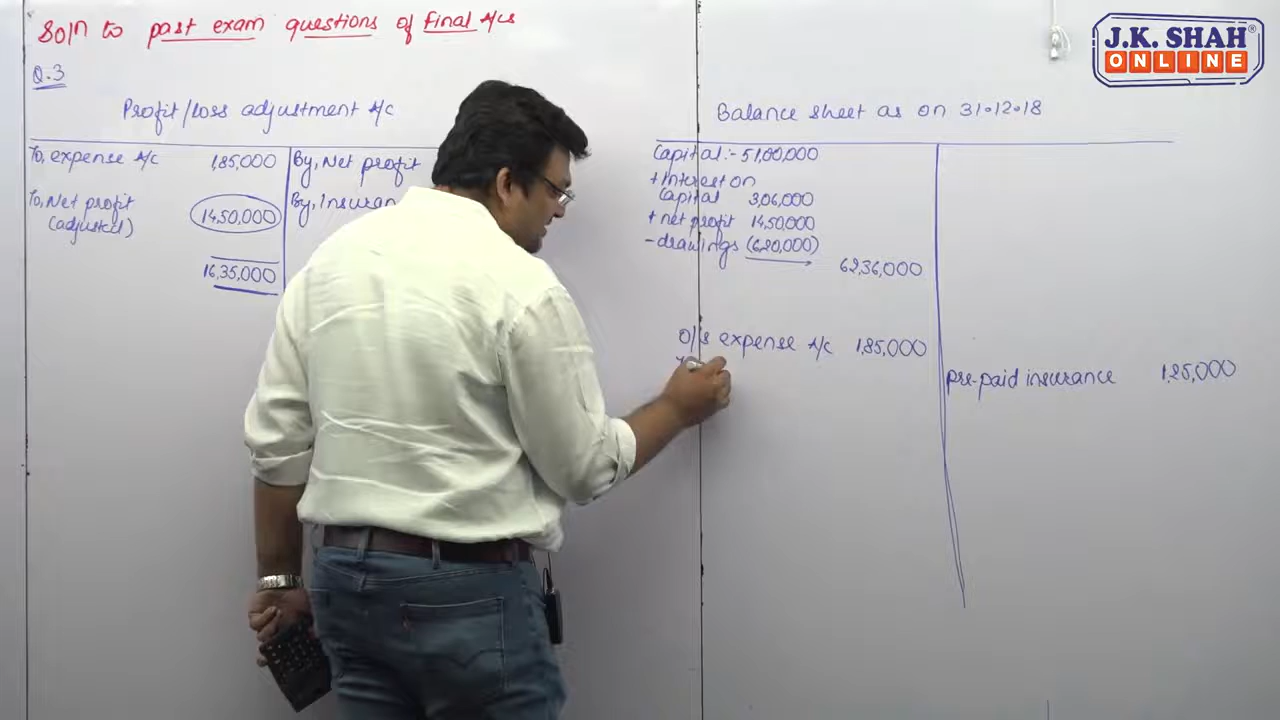 Soln to past exam questions of final A/cs
Q.3
Profit/Loss adjustment A/c
To, expense A/c 1,85,000
By, Net profit
To, Net profit 14,50,000
(adjusted)
By, Insuran
16,35,000
Balance sheet as on 31.12.18
Capital:- 51,00,000
+ Interest on
Capital 3,06,000
+ net profit 14,50,000
- drawings (6,20,000)
62,36,000
O/s expense A/c 1,85,000
Pre-paid insurance 1,25,000
J.K. SHAH®
ONLINE